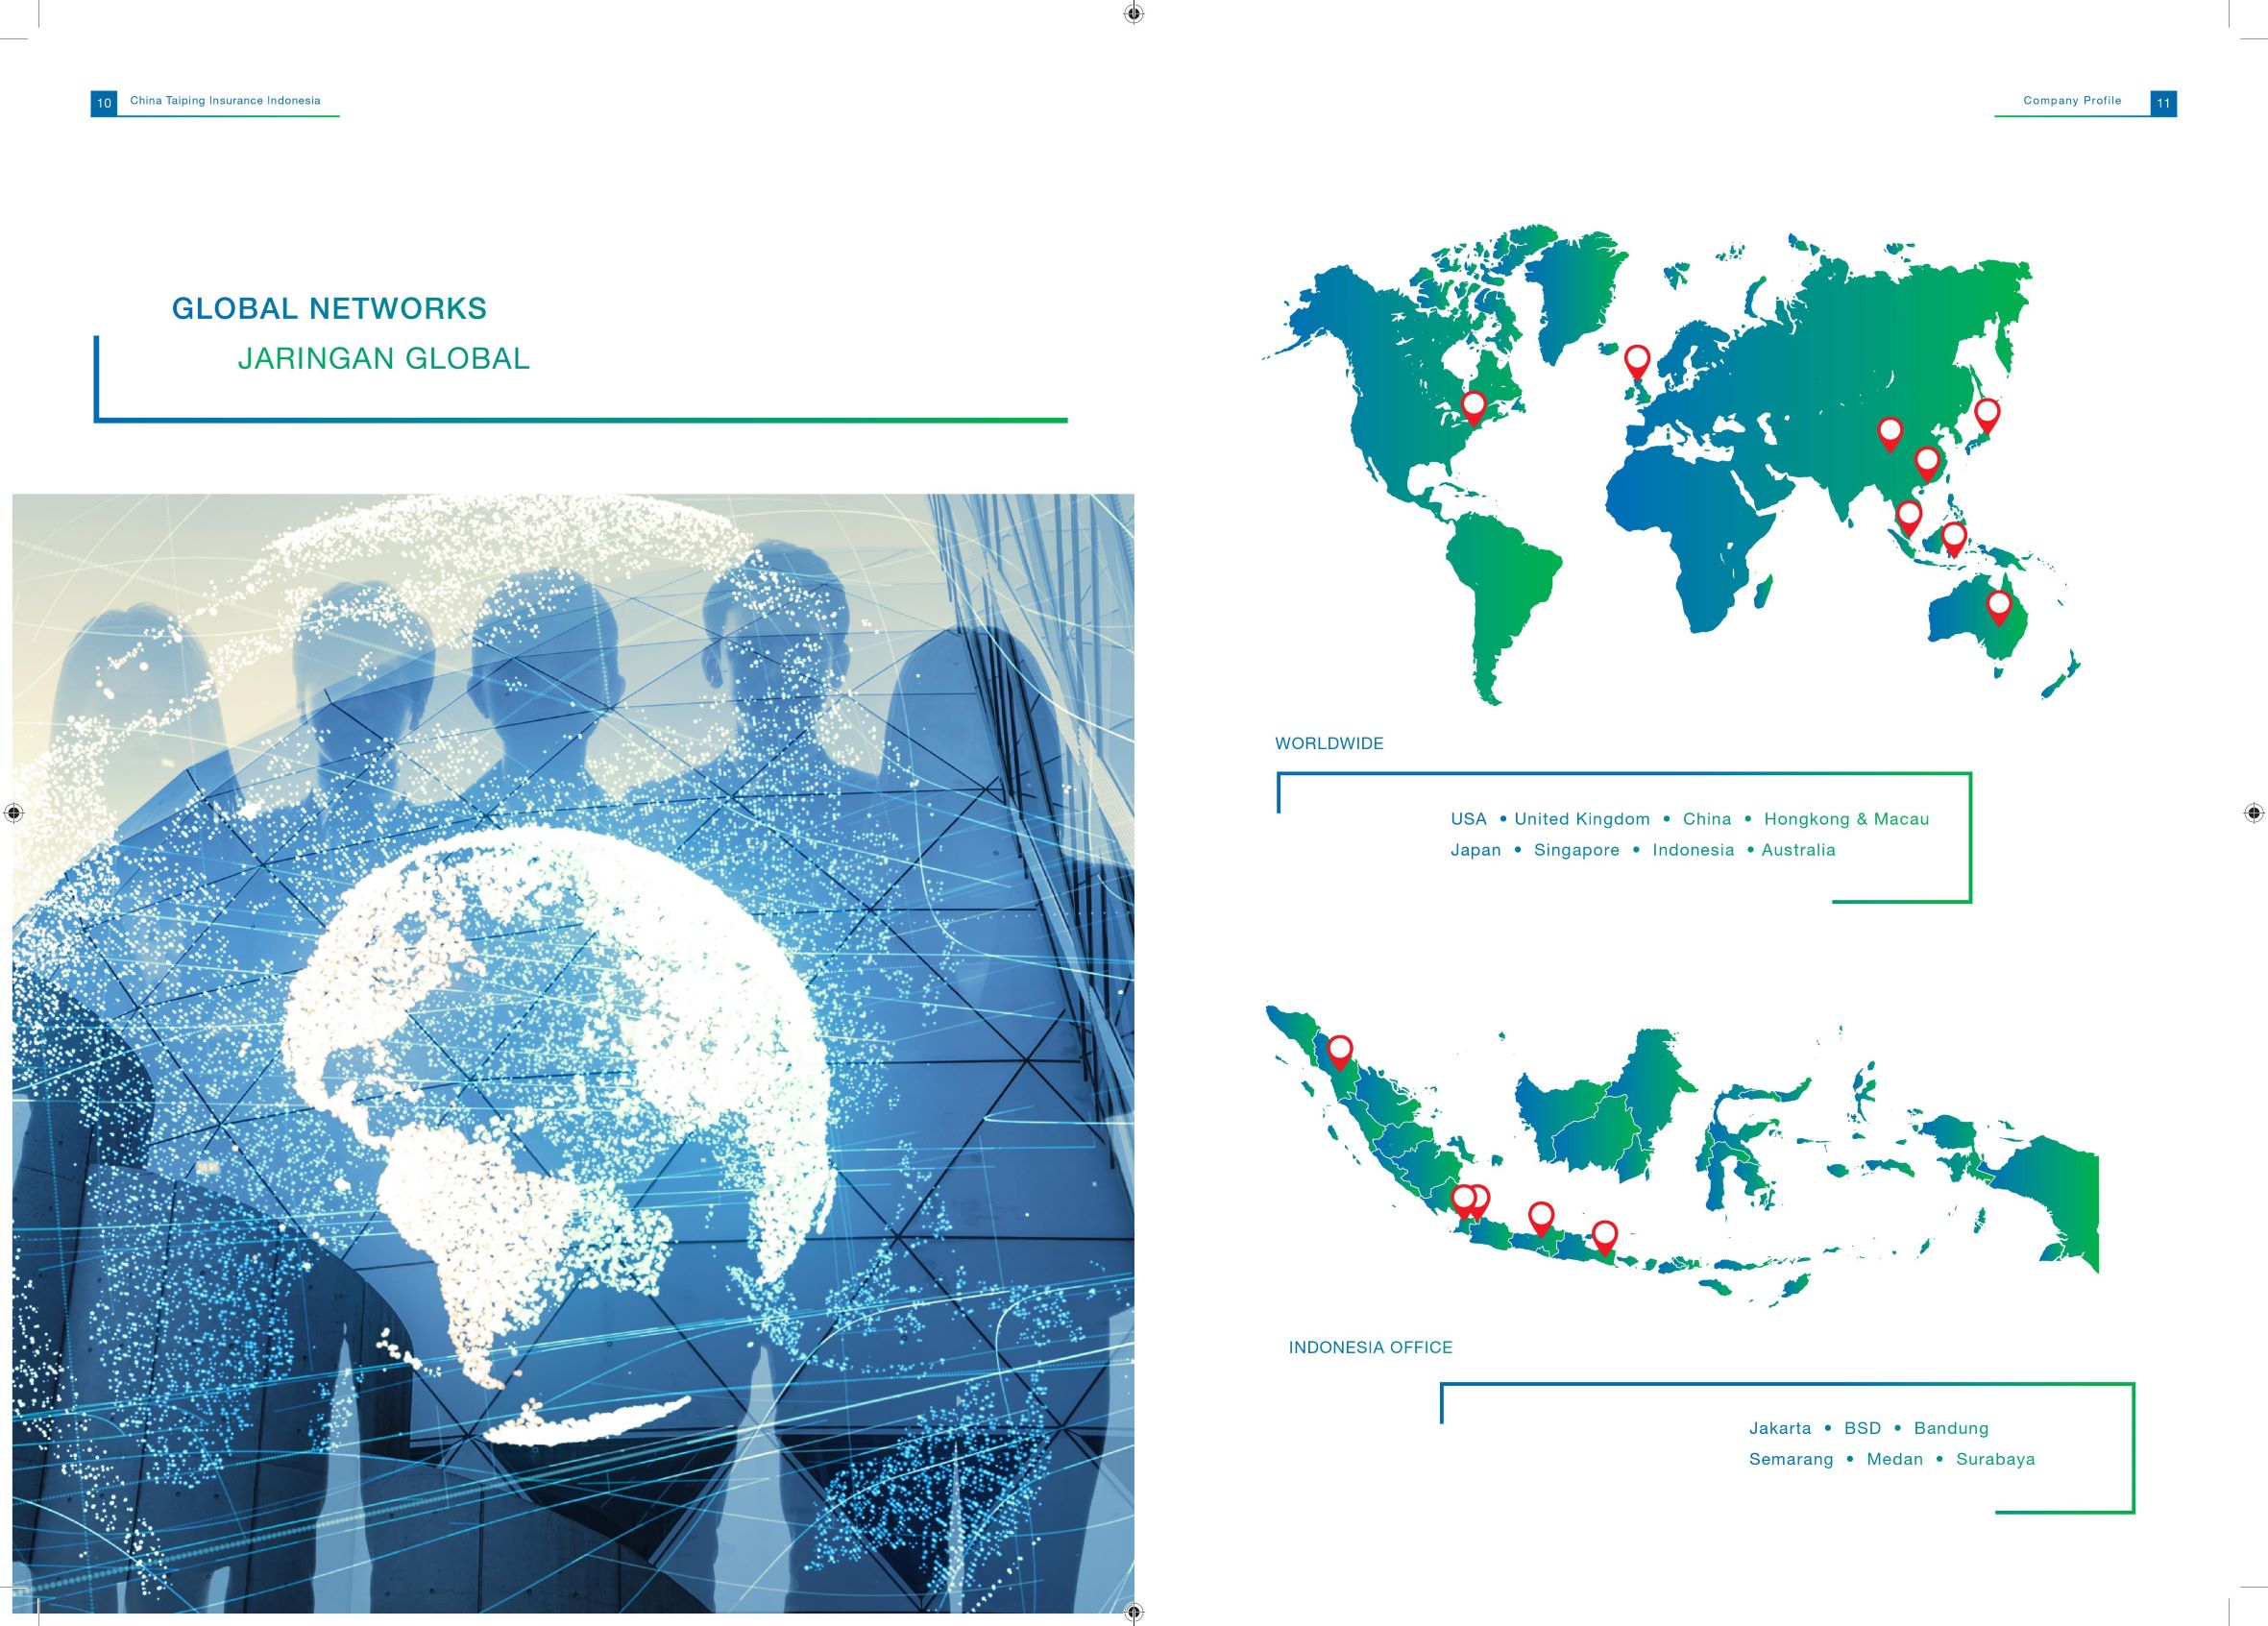 10 China Taiping Insurance Indonesia
Company Profile 11
GLOBAL NETWORKS
JARINGAN GLOBAL
WORLDWIDE
USA • United Kingdom • China • Hongkong & Macau
Japan • Singapore • Indonesia • Australia
INDONESIA OFFICE
Jakarta • BSD • Bandung
Semarang • Medan • Surabaya